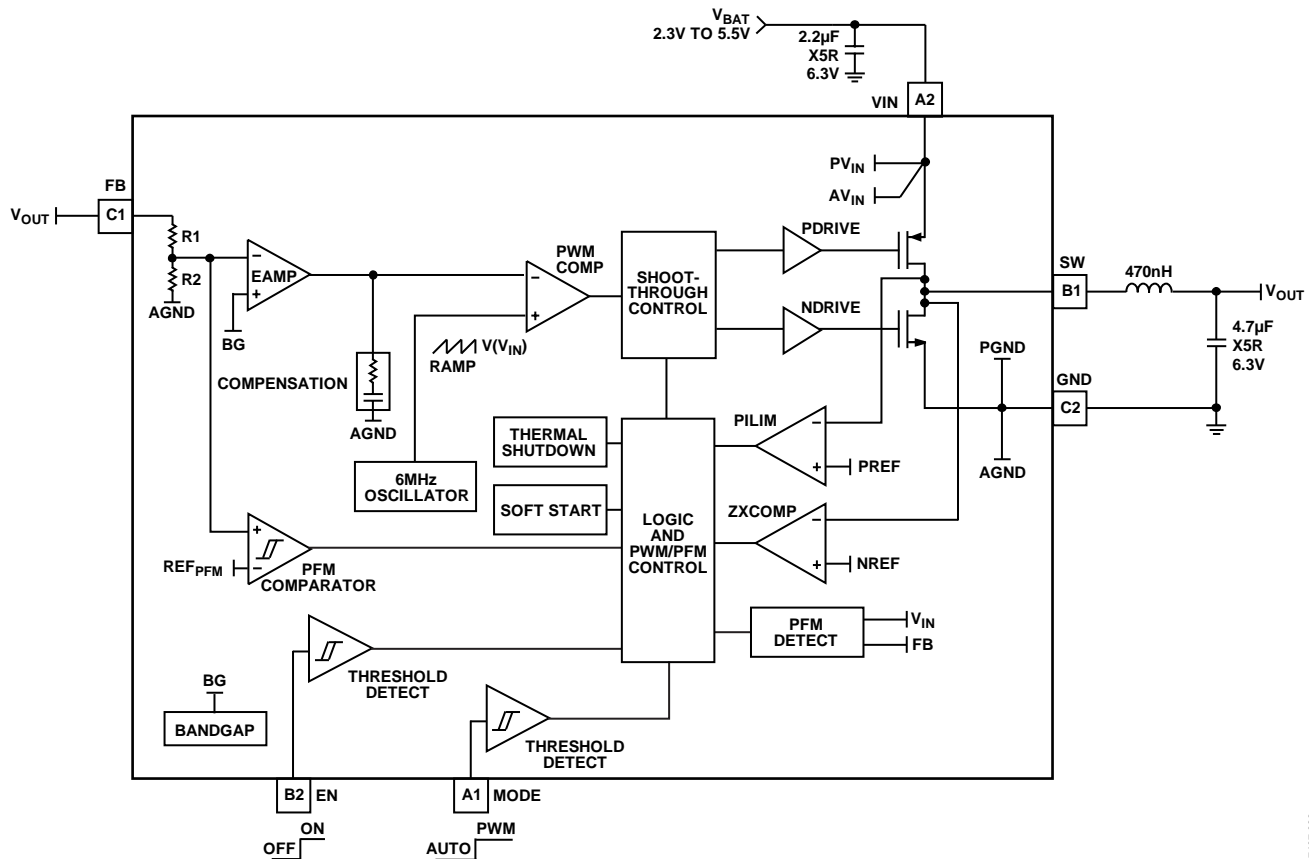 VBAT
2.3V TO 5.5V
2.2µF
X5R
6.3V
VIN
A2
PVIN
AVIN
FB
VOUT
C1
R1
R2
AGND
EAMP
BG
COMPENSATION
AGND
PWM
COMP
RAMP
V(VIN)
6MHz
OSCILLATOR
SHOOT-
THROUGH
CONTROL
PDRIVE
NDRIVE
SW
B1
470nH
VOUT
4.7µF
X5R
6.3V
PGND
GND
C2
AGND
THERMAL
SHUTDOWN
SOFT START
LOGIC
AND
PWM/PFM
CONTROL
PILIM
PREF
ZXCOMP
NREF
REFPFM
PFM
COMPARATOR
PFM
DETECT
VIN
FB
THRESHOLD
DETECT
THRESHOLD
DETECT
BG
BANDGAP
B2
EN
A1
MODE
ON
OFF
PWM
AUTO